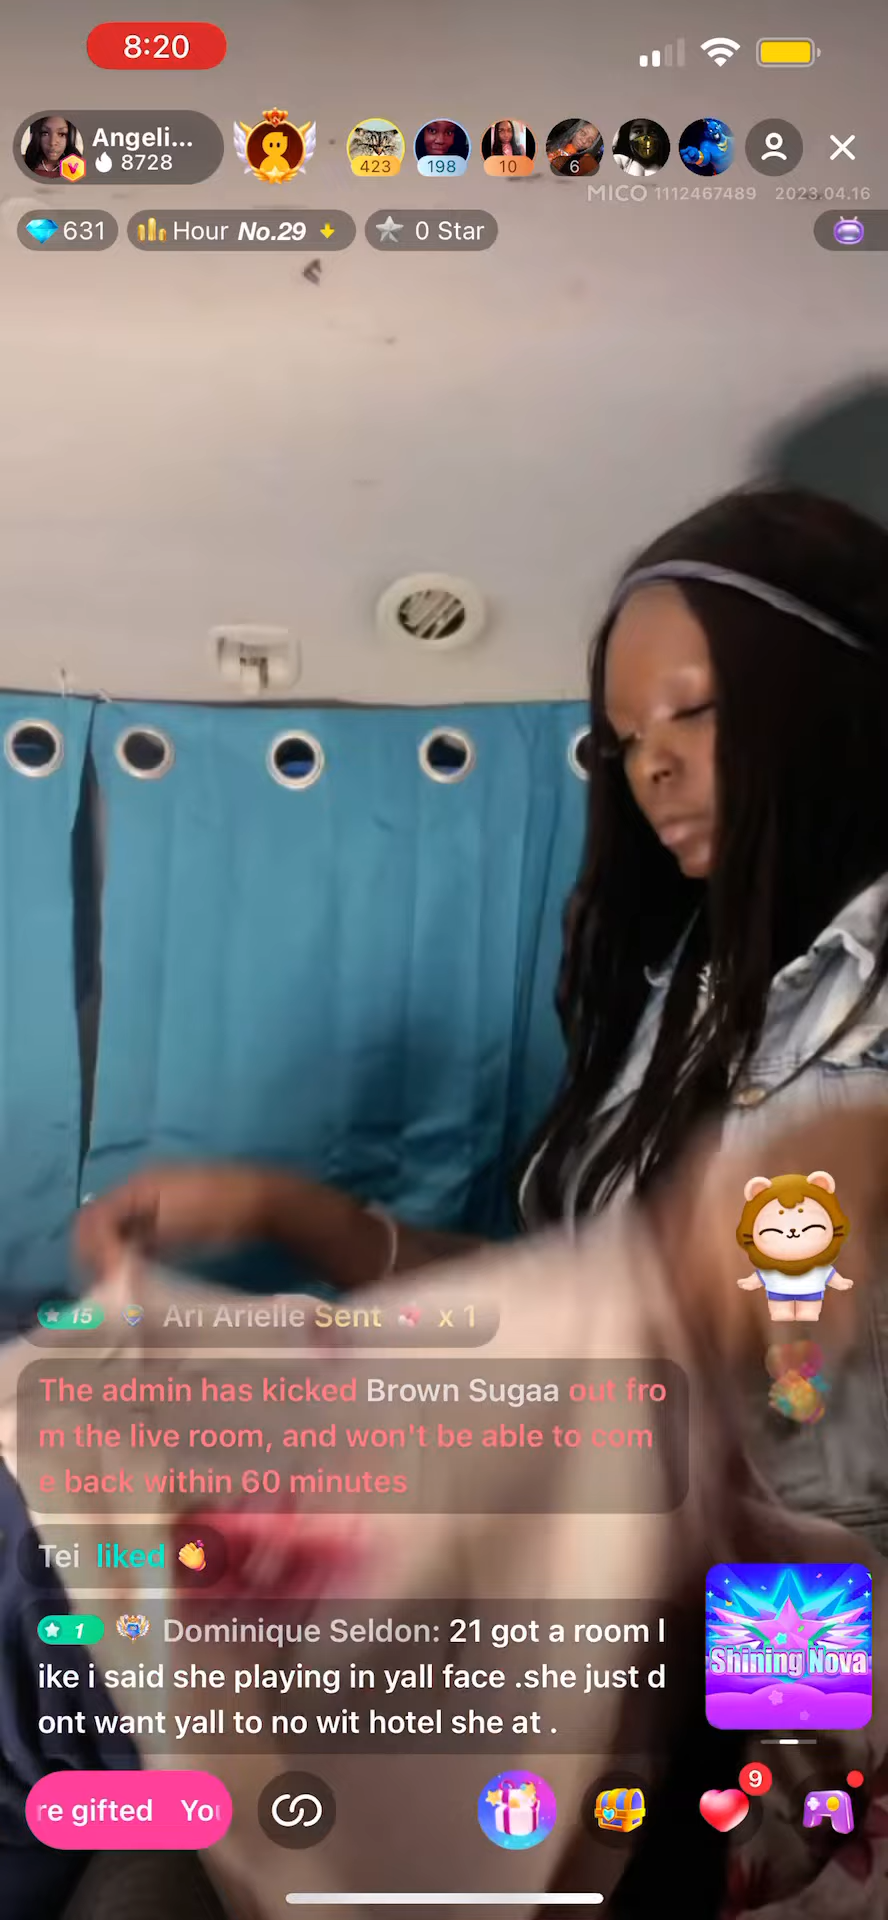 8:20
Angeli...
8728
423
198
10
6
MICO 1112467489 2023.04.16
631
Hour No.29
0 Star
15 Ari Arielle Sent x 1
The admin has kicked Brown Sugaa out fro
m the live room, and won't be able to com
e back within 60 minutes
Tei liked
1 Dominique Seldon: 21 got a room l
ike i said she playing in yall face .she just d
ont want yall to no wit hotel she at .
Shining Nova
re gifted You
9